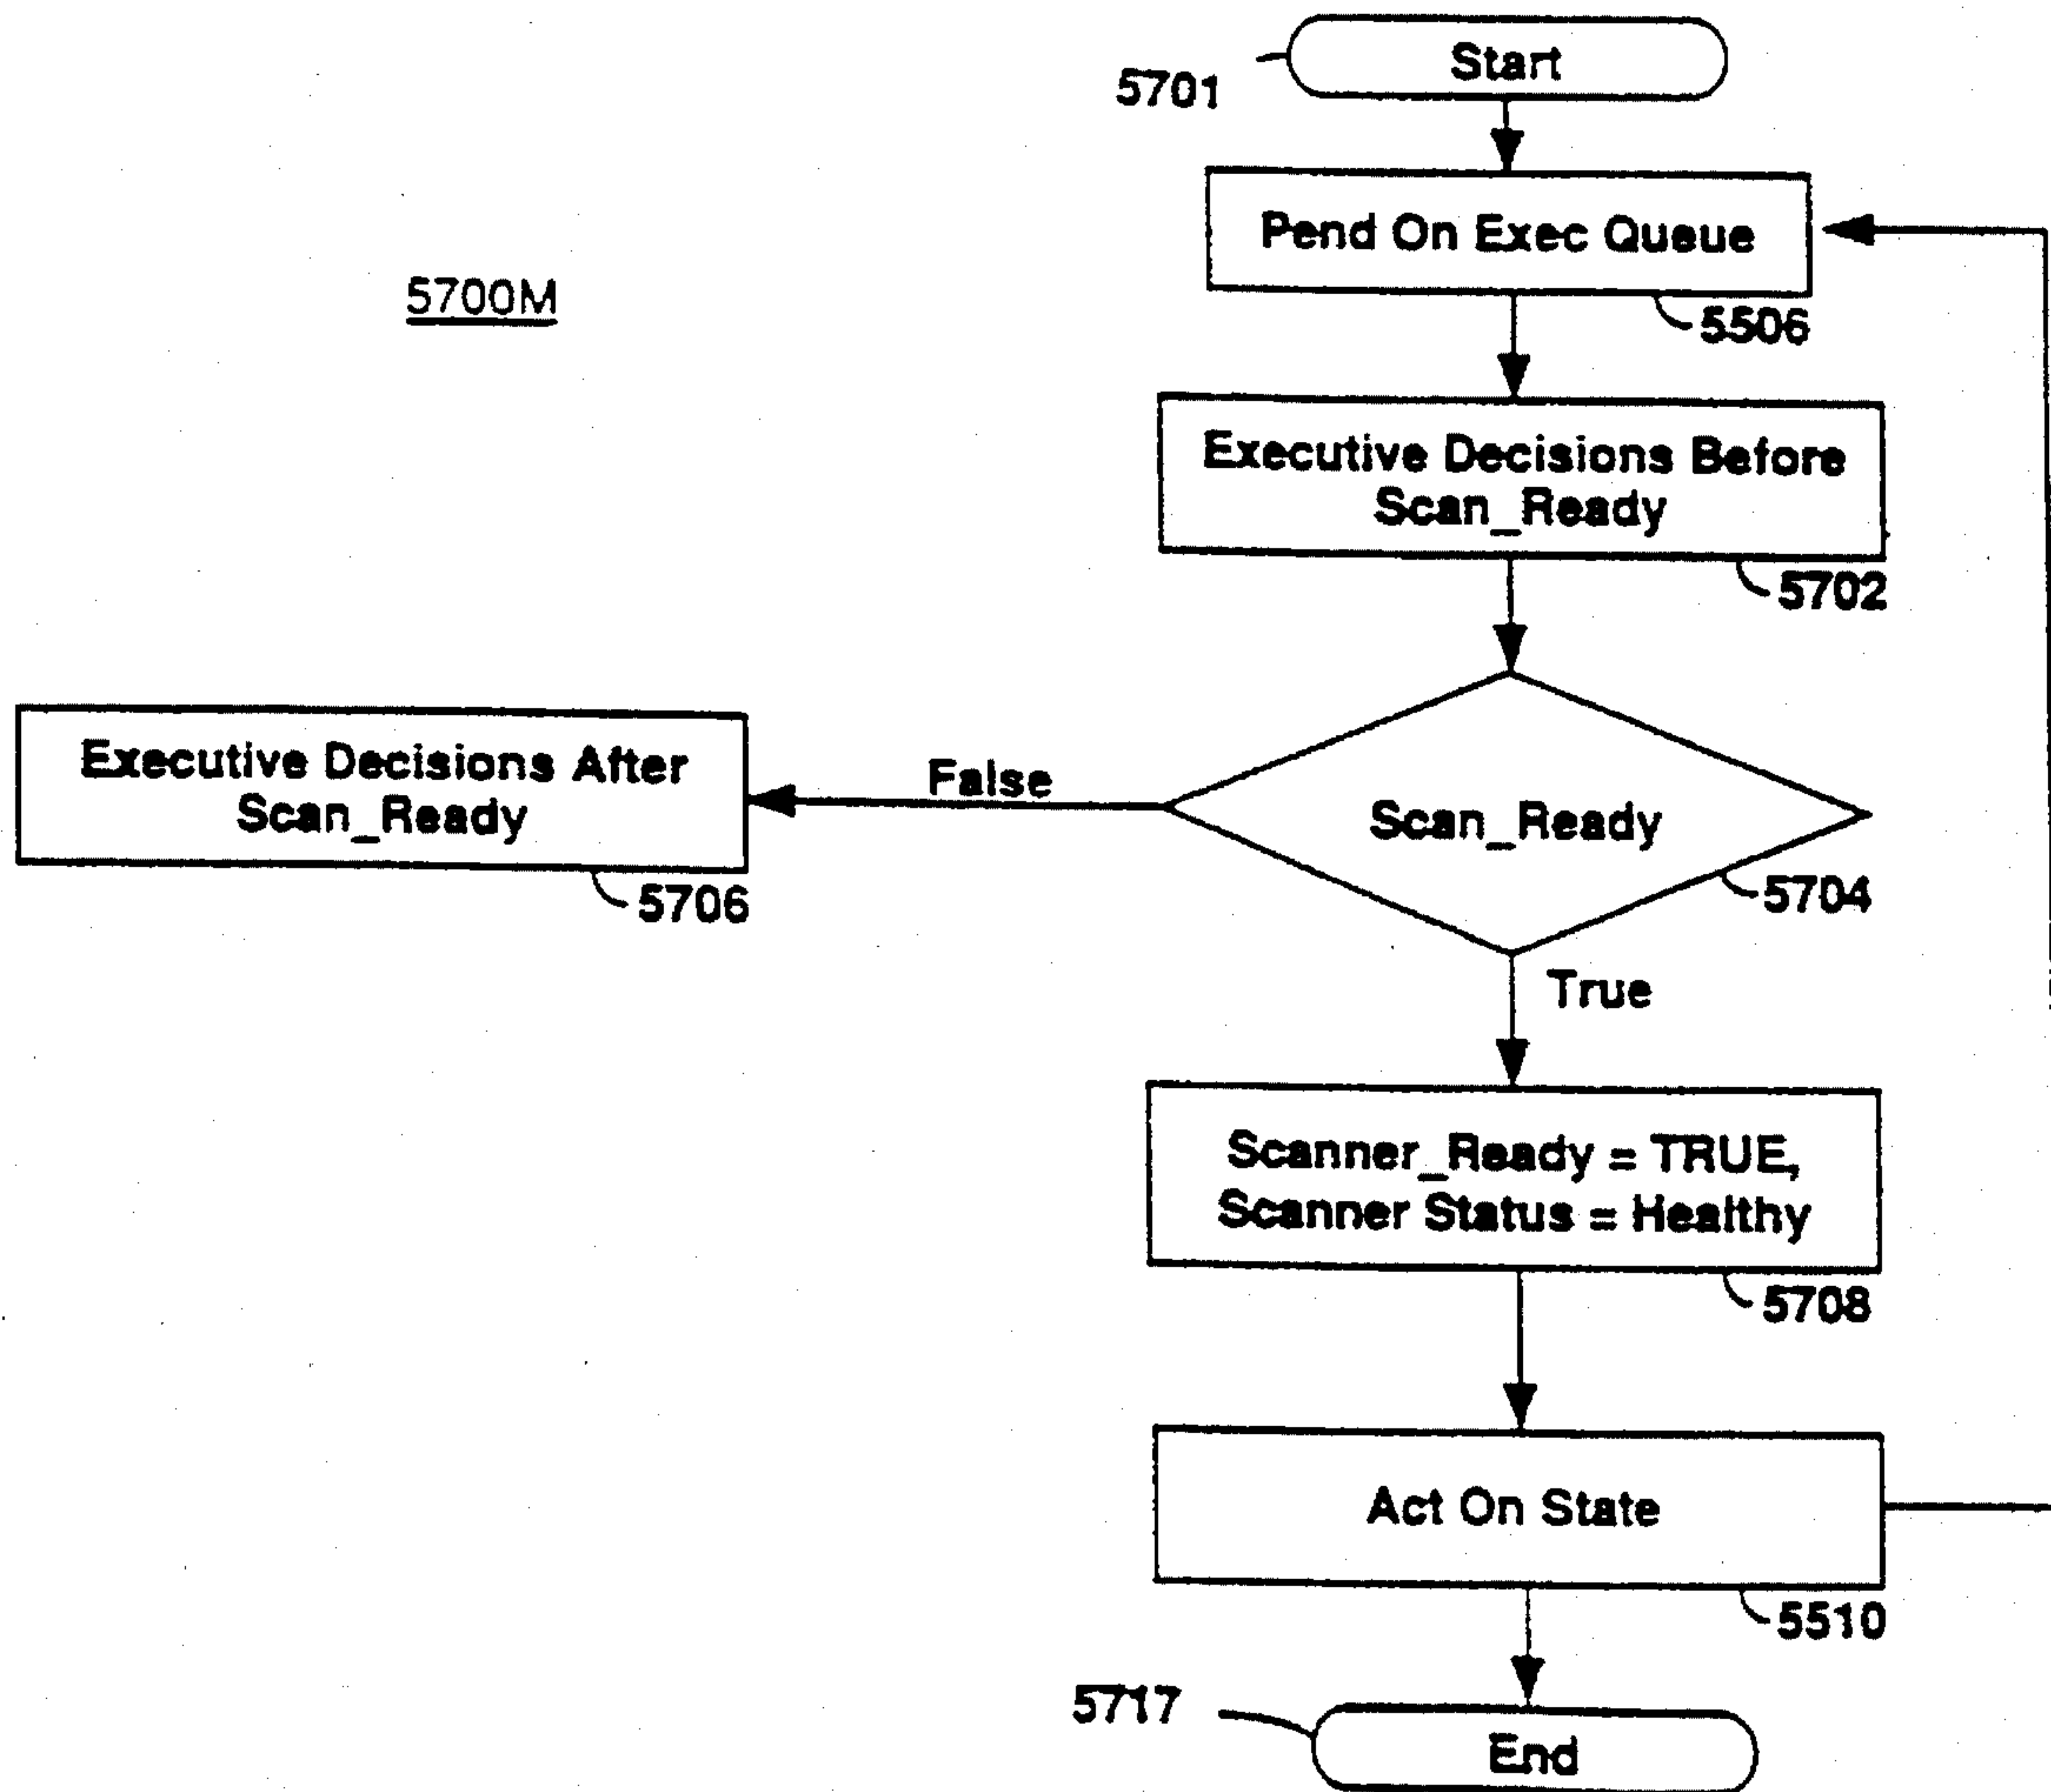 Start
5701
Pend On Exec Queue
5700M
5506
Executive Decisions Before
Scan_Ready
5702
Executive Decisions After
Scan_Ready
False
Scan_Ready
5706
5704
True
Scanner_Ready = TRUE,
Scanner Status = Healthy
5708
Act On State
5510
5717
End